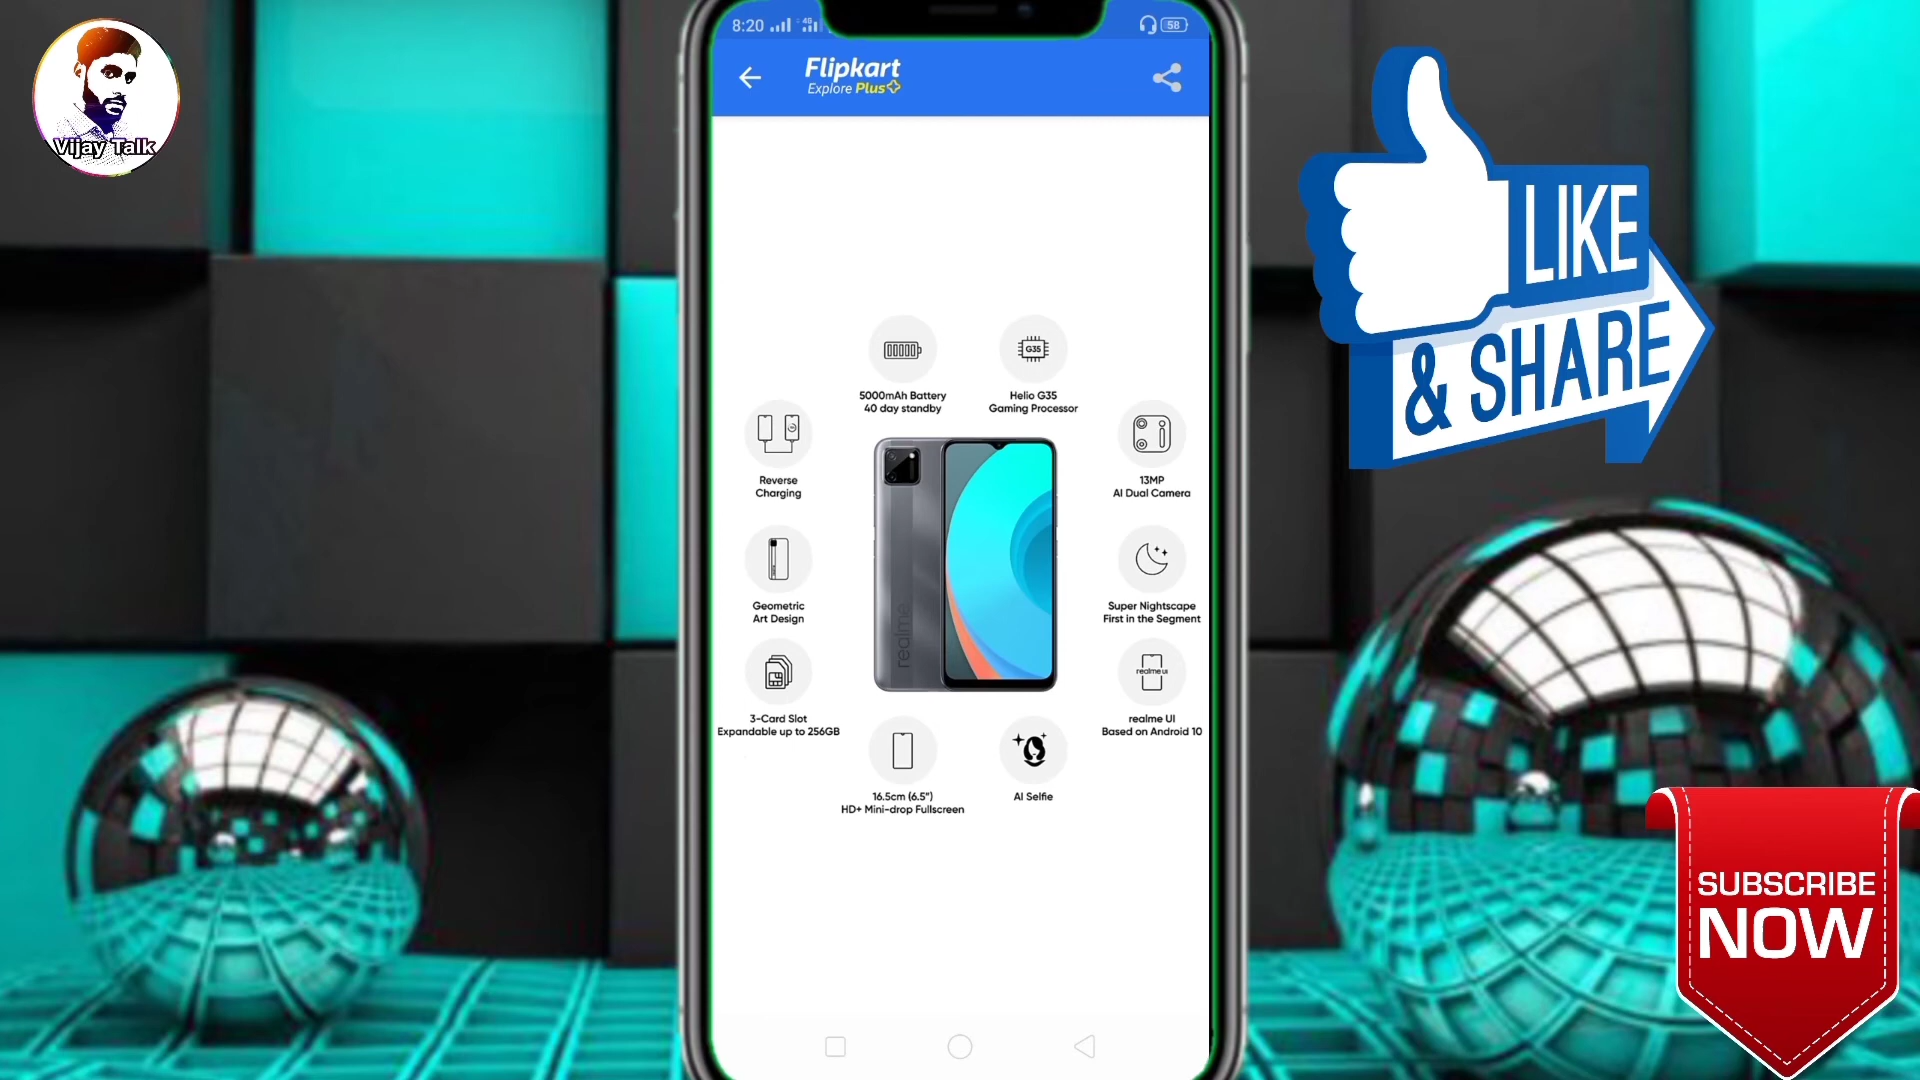 Vijay Talk
8:20
4G
58
Flipkart
Explore Plus
5000mAh Battery
40 day standby
G35
Helio G35
Gaming Processor
Reverse
Charging
13MP
AI Dual Camera
Geometric
Art Design
Super Nightscape
First in the Segment
realme
3-Card Slot
Expandable up to 256GB
realme UI
realme UI
Based on Android 10
16.5cm (6.5")
HD+ Mini-drop Fullscreen
AI Selfie
LIKE
& SHARE
SUBSCRIBE
NOW